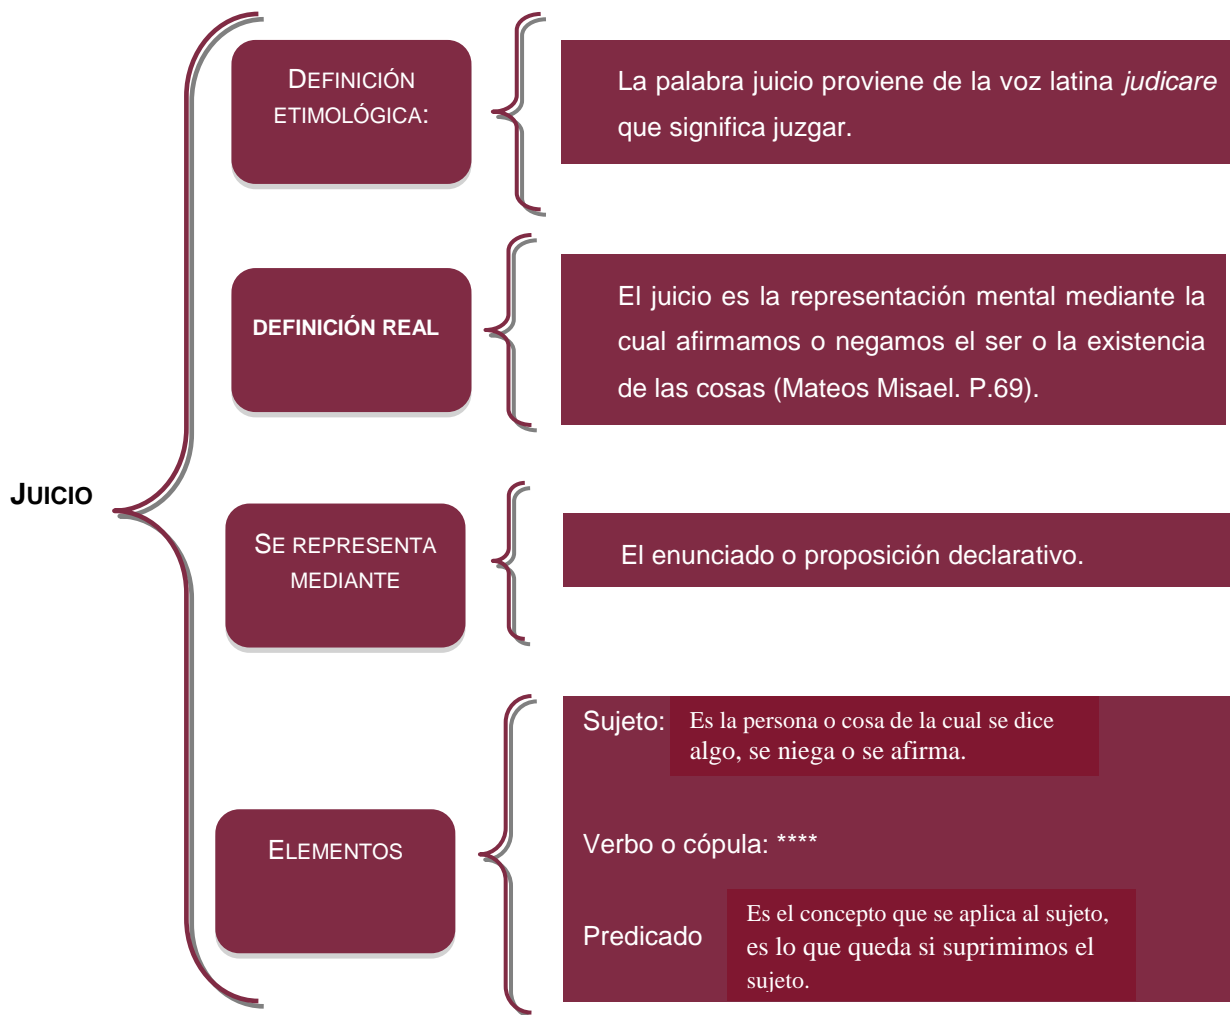 JUICIO
DEFINICIÓN
ETIMOLÓGICA:
La palabra juicio proviene de la voz latina judicare
que significa juzgar.
DEFINICIÓN REAL
El juicio es la representación mental mediante la
cual afirmamos o negamos el ser o la existencia
de las cosas (Mateos Misael. P.69).
SE REPRESENTA
MEDIANTE
El enunciado o proposición declarativo.
ELEMENTOS
Sujeto: Es la persona o cosa de la cual se dice
algo, se niega o se afirma.
Verbo o cópula: ****
Predicado
Es el concepto que se aplica al sujeto,
es lo que queda si suprimimos el
sujeto.